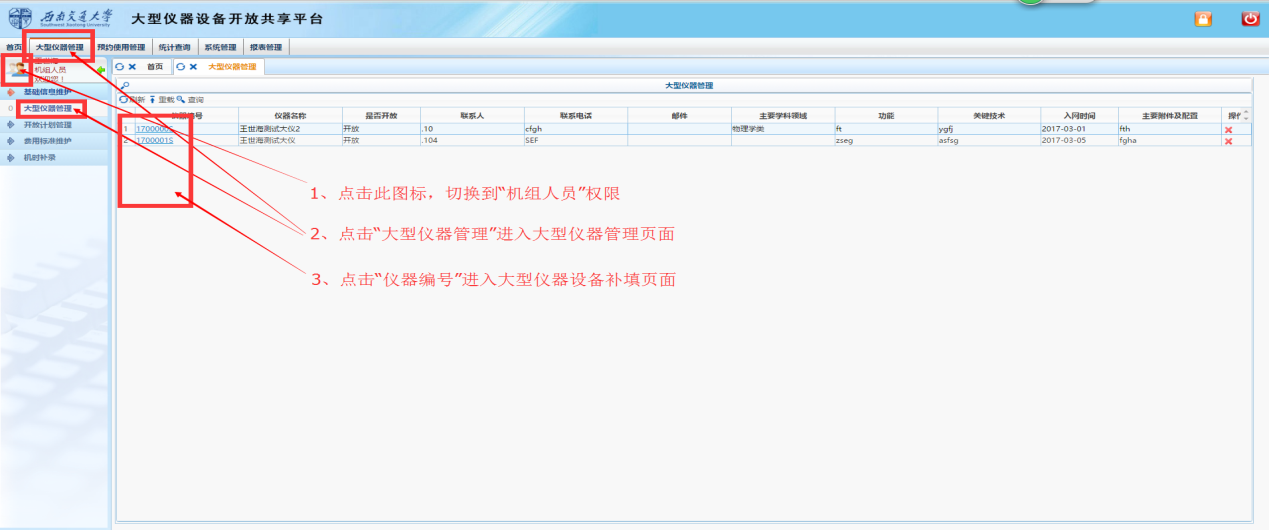 西南交通大学 大型仪器设备开放共享平台
Southwest Jiaotong University
首页 大型仪器管理 预约使用管理 统计查询 系统管理 报表管理
机组人员
欢迎您！
首页 大型仪器管理
基础信息维护
大型仪器管理
开放计划管理
费用标准维护
机时补录
大型仪器管理
刷新 重载 查询
仪器编号 仪器名称 是否开放 联系人 联系电话 邮件 主要学科领域 功能 关键技术 入网时间 主要附件及配置 操作
1 王世海测试大仪2 开放 .10 cfgh 物理学类 ft ygfj 2017-03-01 fth
2 1700001S 王世海测试大仪 开放 .104 SEF zseg asfsg 2017-03-05 fgha
1、点击此图标，切换到“机组人员”权限
2、点击“大型仪器管理”进入大型仪器管理页面
3、点击“仪器编号”进入大型仪器设备补填页面